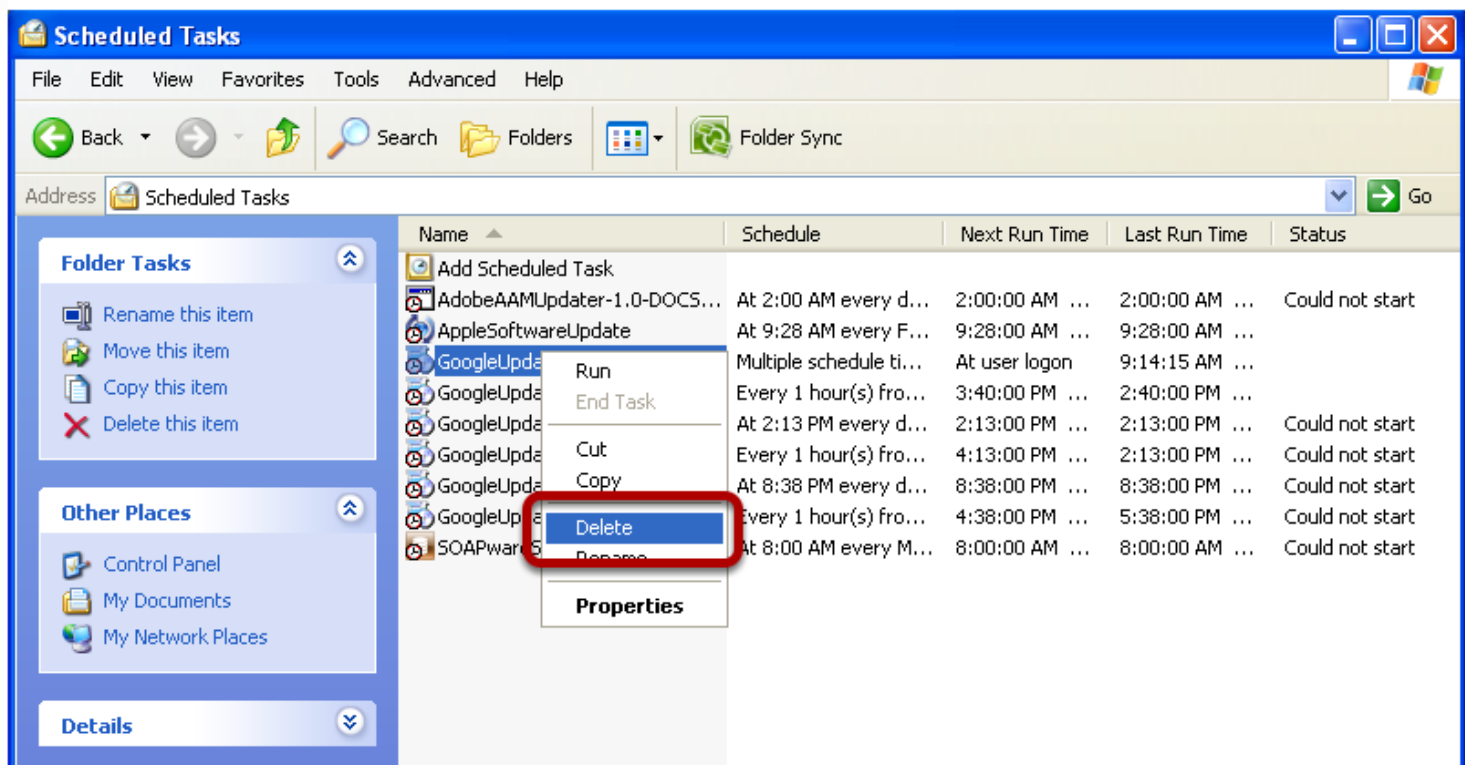 Scheduled Tasks
File Edit View Favorites Tools Advanced Help
Back Search Folders Folder Sync
Address Scheduled Tasks Go
Folder Tasks
Rename this item
Move this item
Copy this item
Delete this item
Other Places
Control Panel
My Documents
My Network Places
Details
Name Schedule Next Run Time Last Run Time Status
Add Scheduled Task
AdobeAAMUpdater-1.0-DOCS... At 2:00 AM every d... 2:00:00 AM ... 2:00:00 AM ... Could not start
AppleSoftwareUpdate At 9:28 AM every F... 9:28:00 AM ... 9:28:00 AM ...
GoogleUpda Multiple schedule ti... At user logon 9:14:15 AM ...
GoogleUpda Every 1 hour(s) fro... 3:40:00 PM ... 2:40:00 PM ...
GoogleUpda At 2:13 PM every d... 2:13:00 PM ... 2:13:00 PM ... Could not start
GoogleUpda Every 1 hour(s) fro... 4:13:00 PM ... 2:13:00 PM ... Could not start
GoogleUpda At 8:38 PM every d... 8:38:00 PM ... 8:38:00 PM ... Could not start
GoogleUpda Every 1 hour(s) fro... 4:38:00 PM ... 5:38:00 PM ... Could not start
SOAPwareS At 8:00 AM every M... 8:00:00 AM ... 8:00:00 AM ... Could not start
Run
End Task
Cut
Copy
Delete
Rename
Properties